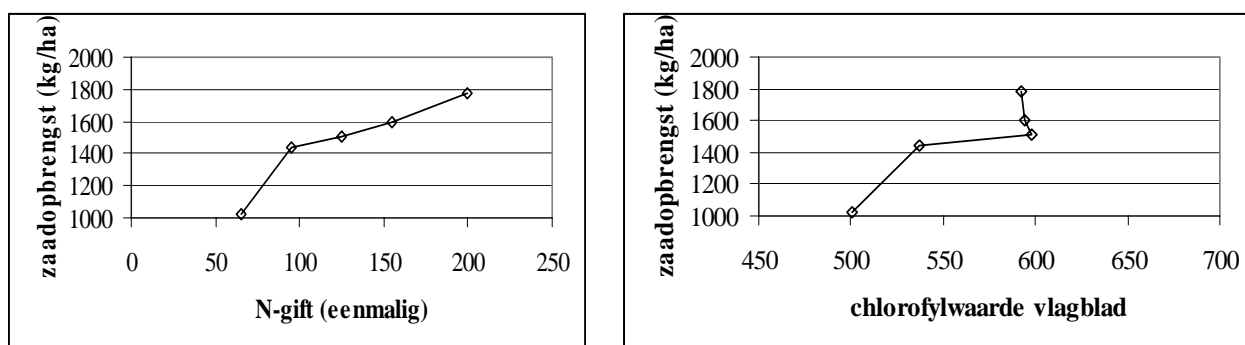 zaadopbrengst (kg/ha)
2000
1800
1600
1400
1200
1000
0 50 100 150 200 250
N-gift (eenmalig)
zaadopbrengst (kg/ha)
2000
1800
1600
1400
1200
1000
450 500 550 600 650 700
chlorofylwaarde vlagblad